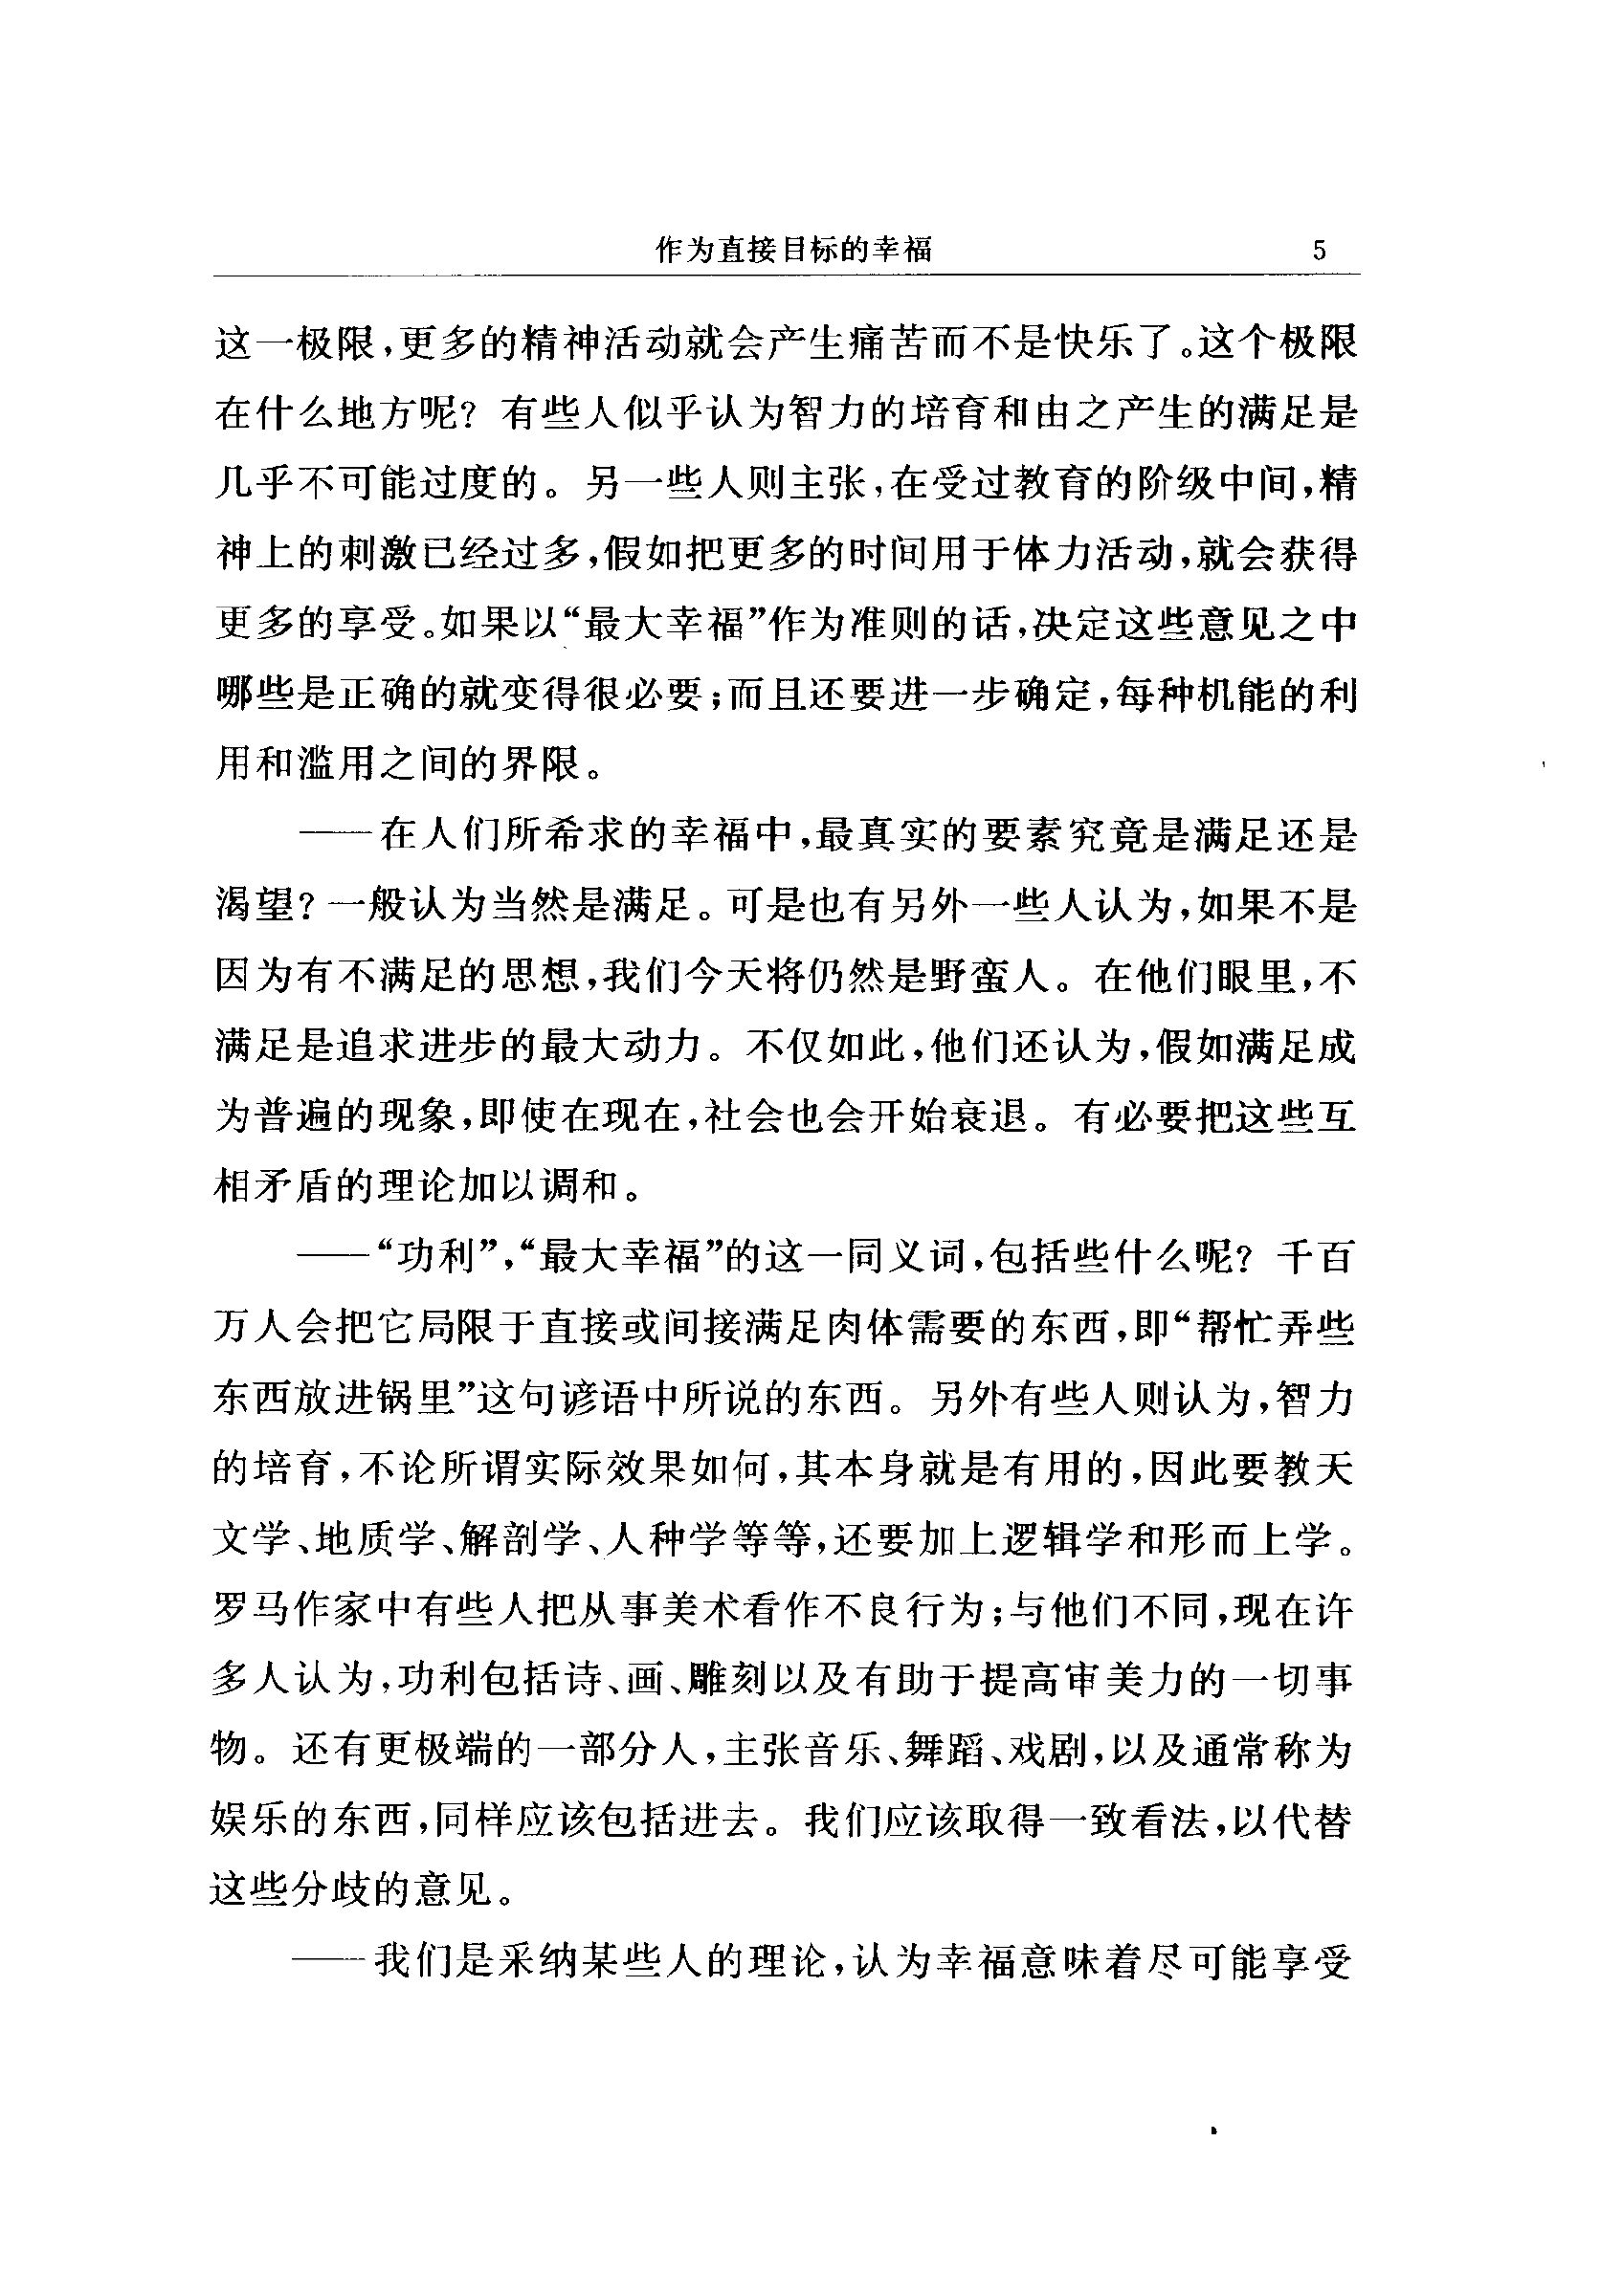 作为直接目标的幸福 5
这一极限,更多的精神活动就会产生痛苦而不是快乐了。这个极限
在什么地方呢? 有些人似乎认为智力的培育和由之产生的满足是
几乎不可能过度的。另一些人则主张,在受过教育的阶级中间,精
神上的刺激已经过多,假如把更多的时间用于体力活动,就会获得
更多的享受。如果以“最大幸福”作为准则的话,决定这些意见之中
哪些是正确的就变得很必要;而且还要进一步确定,每种机能的利
用和滥用之间的界限。
——在人们所希求的幸福中,最真实的要素究竟是满足还是
渴望?一般认为当然是满足。可是也有另外一些人认为,如果不是
因为有不满足的思想,我们今天将仍然是野蛮人。在他们眼里,不
满足是追求进步的最大动力。不仅如此,他们还认为,假如满足成
为普遍的现象,即使在现在,社会也会开始衰退。有必要把这些互
相矛盾的理论加以调和。
——“功利”,“最大幸福”的这一同义词,包括些什么呢? 千百
万人会把它局限于直接或间接满足肉体需要的东西,即“帮忙弄些
东西放进锅里”这句谚语中所说的东西。另外有些人则认为,智力
的培育,不论所谓实际效果如何,其本身就是有用的,因此要教天
文学、地质学、解剖学、人种学等等,还要加上逻辑学和形而上学。
罗马作家中有些人把从事美术看作不良行为;与他们不同,现在许
多人认为,功利包括诗、画、雕刻以及有助于提高审美力的一切事
物。还有更极端的一部分人,主张音乐、舞蹈、戏剧,以及通常称为
娱乐的东西,同样应该包括进去。我们应该取得一致看法,以代替
这些分歧的意见。
——我们是采纳某些人的理论,认为幸福意味着尽可能享受